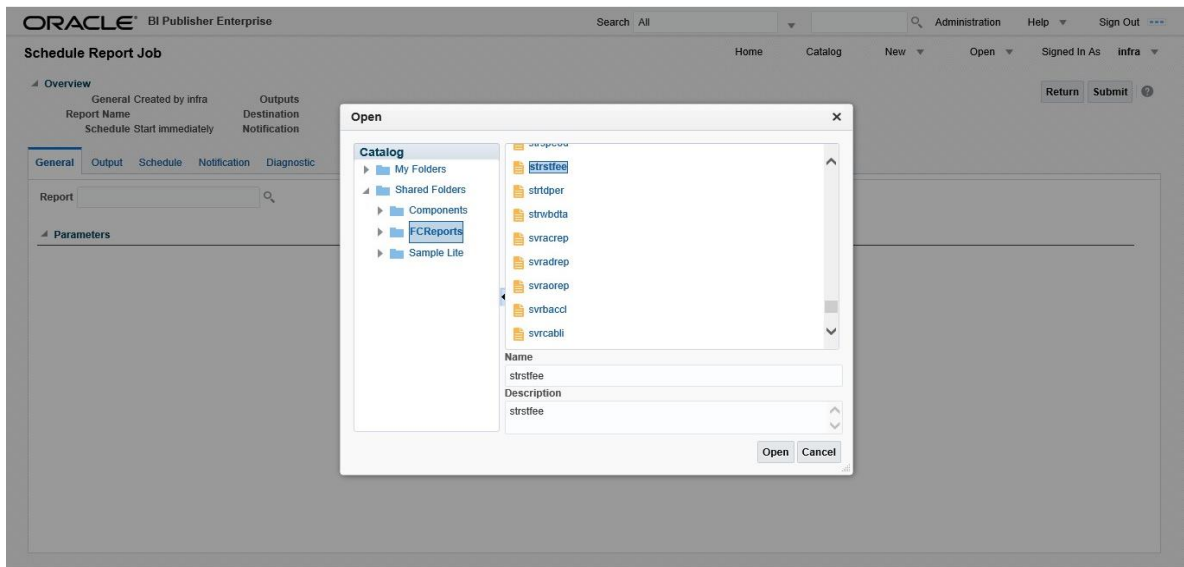 ORACLE® BI Publisher Enterprise Search All Administration Help Sign Out
Schedule Report Job Home Catalog New Open Signed In As infra
Overview
General Created by infra Outputs
Report Name Destination
Schedule Start immediately Notification
Return Submit
General Output Schedule Notification Diagnostic
Report
Parameters
Open
Catalog
My Folders
Shared Folders
Components
FCReports
Sample Lite
strstfee
strtdper
strwbdta
svracrep
svradrep
svraorep
svrbaccl
svrcabli
Name
strstfee
Description
strstfee
Open Cancel